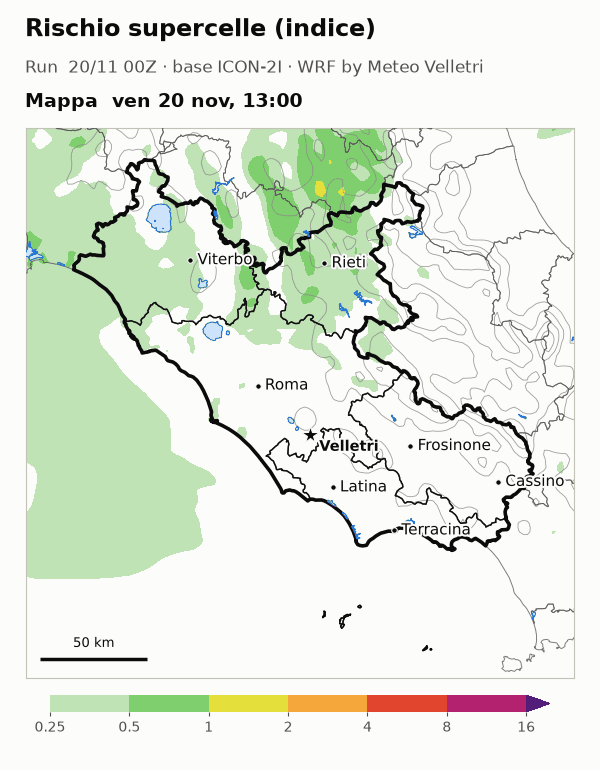 Rischio supercelle (indice)
Run  20/11 00Z · base ICON-2I · WRF by Meteo Velletri
Mappa  ven 20 nov, 13:00
Viterbo
Rieti
Roma
Velletri
Frosinone
Cassino
Latina
Terracina
50 km
0.25 0.5 1 2 4 8 16